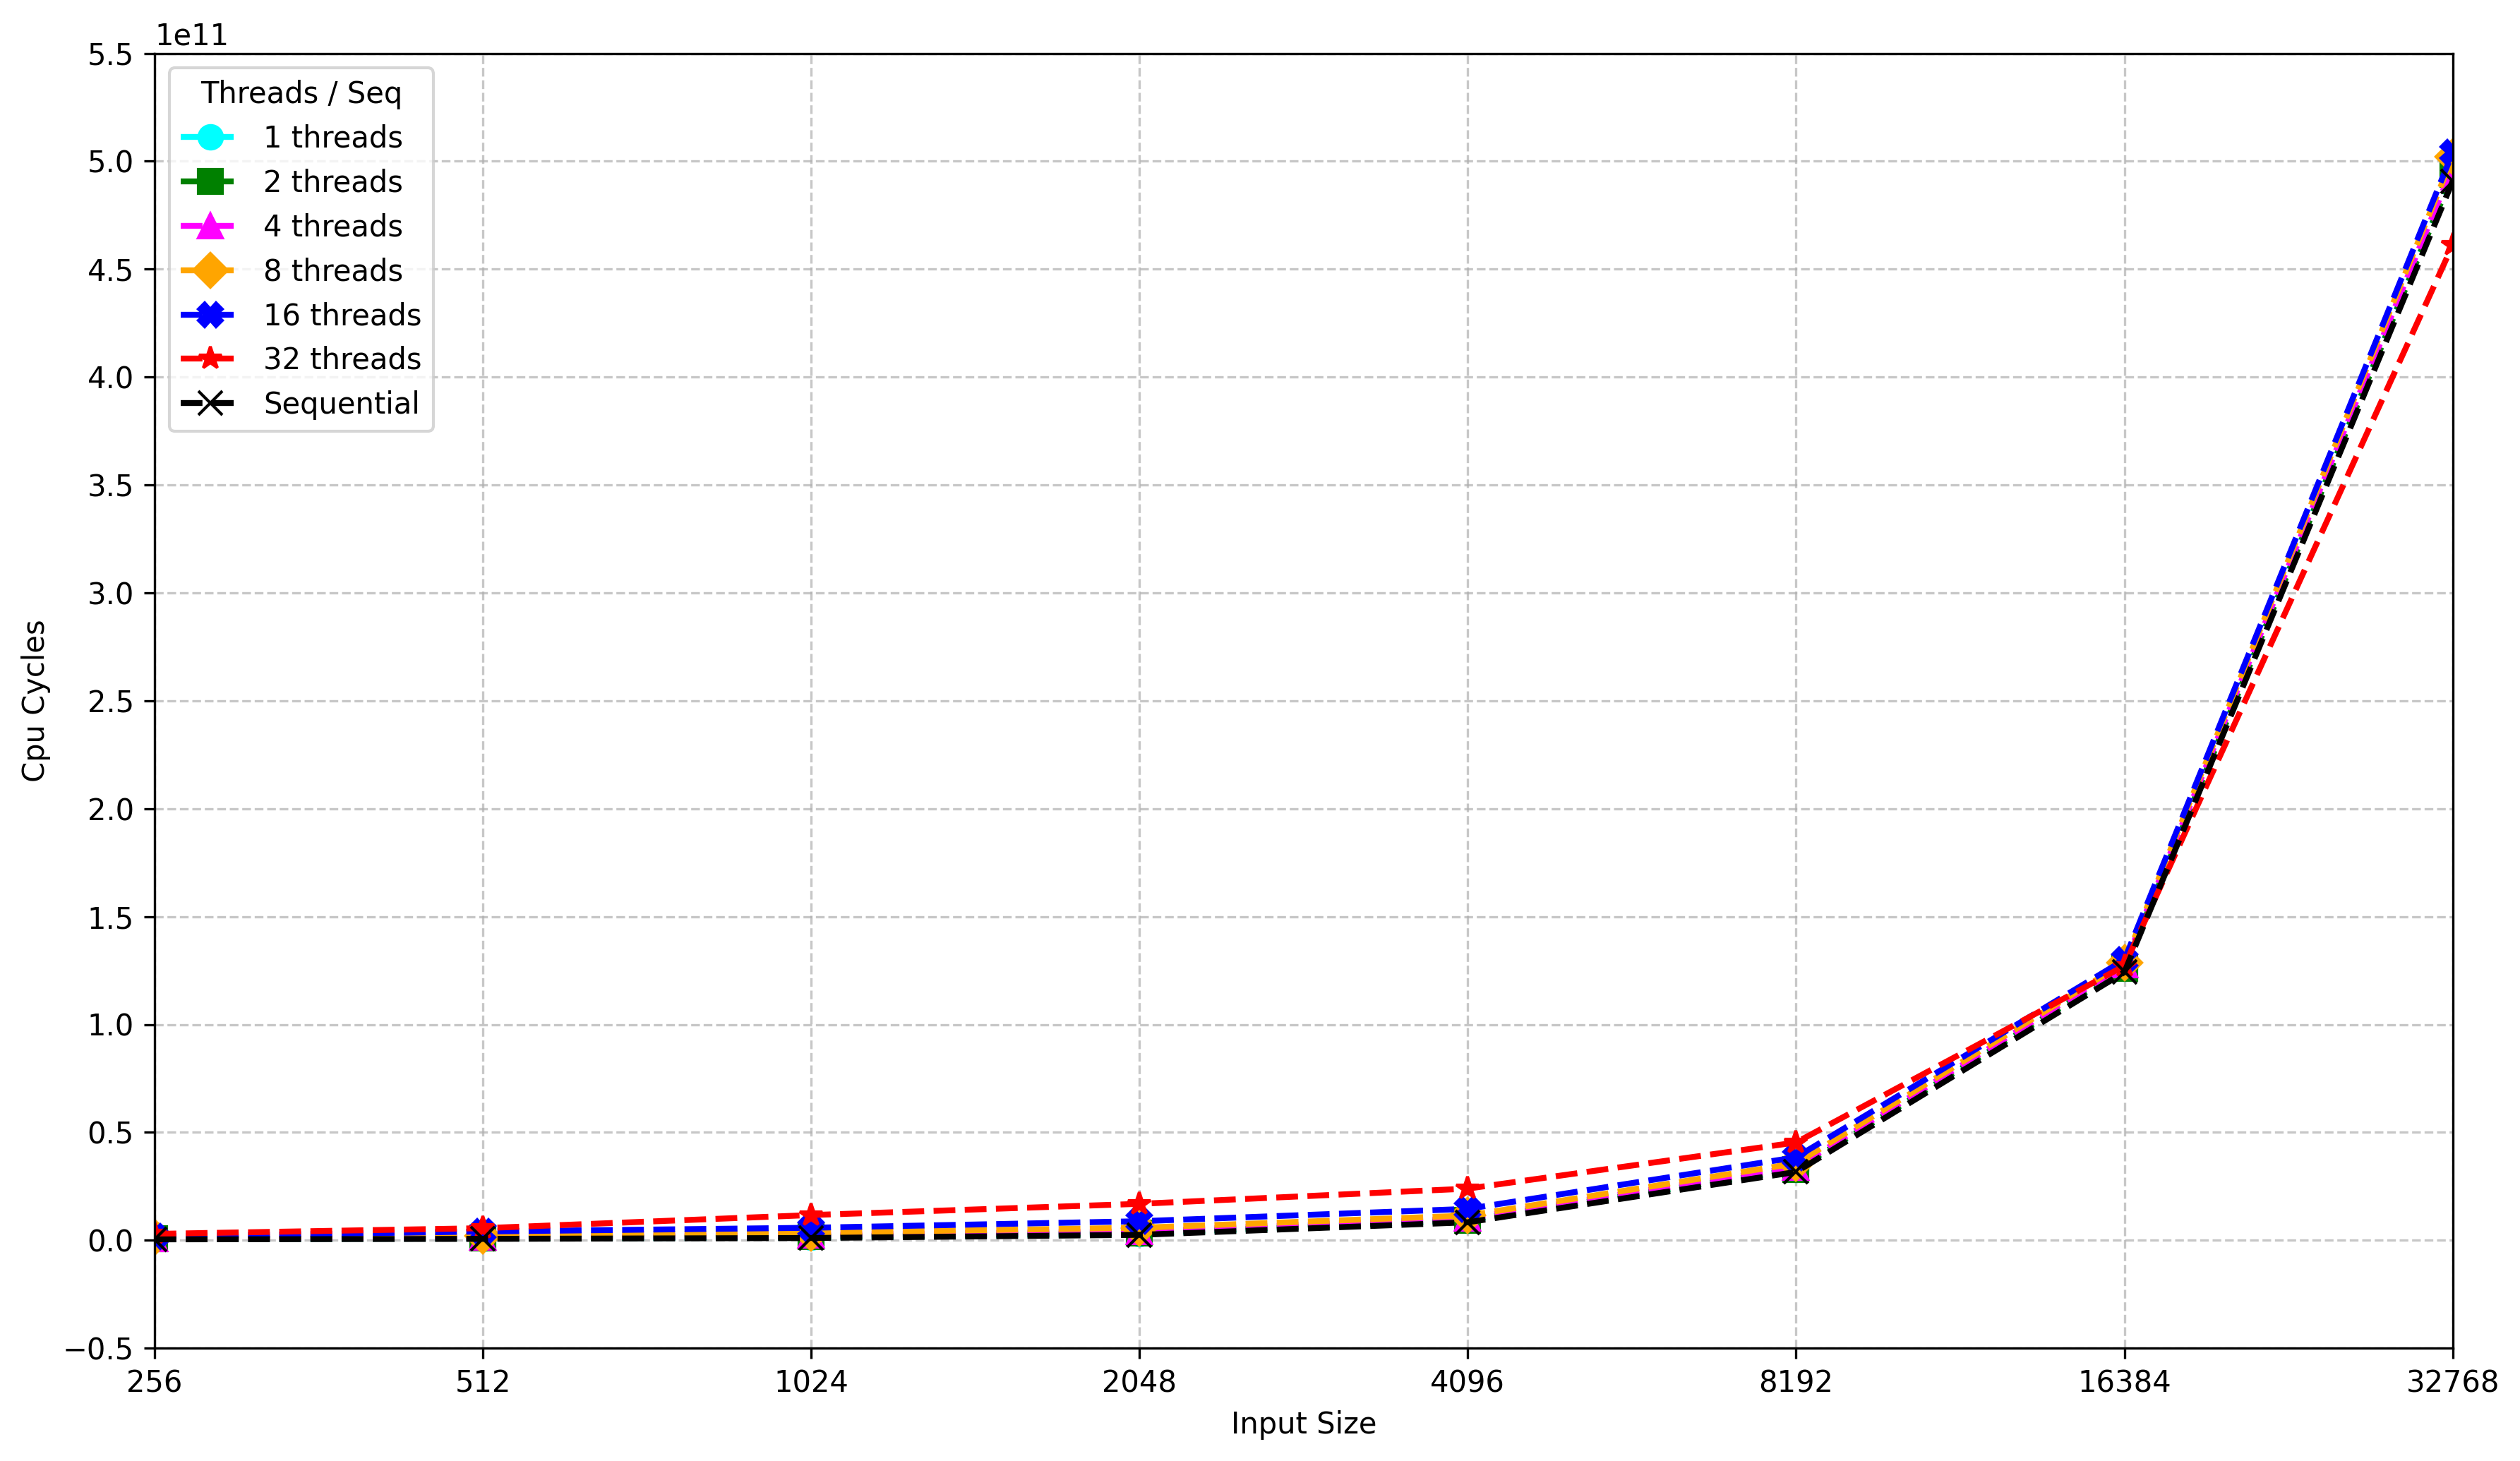 1e11
5.5
5.0
4.5
4.0
3.5
3.0
2.5
2.0
1.5
1.0
0.5
0.0
−0.5
Cpu Cycles
Threads / Seq
1 threads
2 threads
4 threads
8 threads
16 threads
32 threads
Sequential
256 512 1024 2048 4096 8192 16384 32768
Input Size